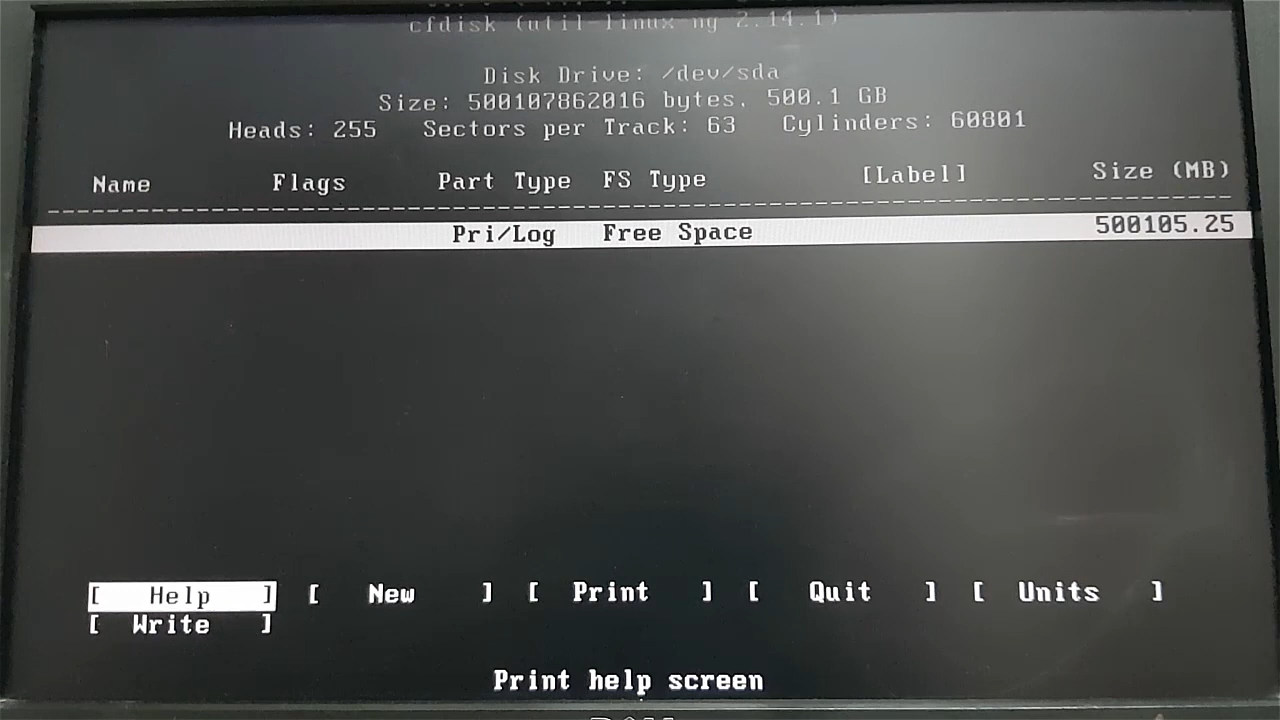 cfdisk (util-linux-ng 2.14.1)
Disk Drive: /dev/sda
Size: 500107862016 bytes, 500.1 GB
Heads: 255 Sectors per Track: 63 Cylinders: 60801
Name Flags Part Type FS Type [Label] Size (MB)
Pri/Log Free Space 500105.25
[ Help ] [ New ] [ Print ] [ Quit ] [ Units ]
[ Write ]
Print help screen